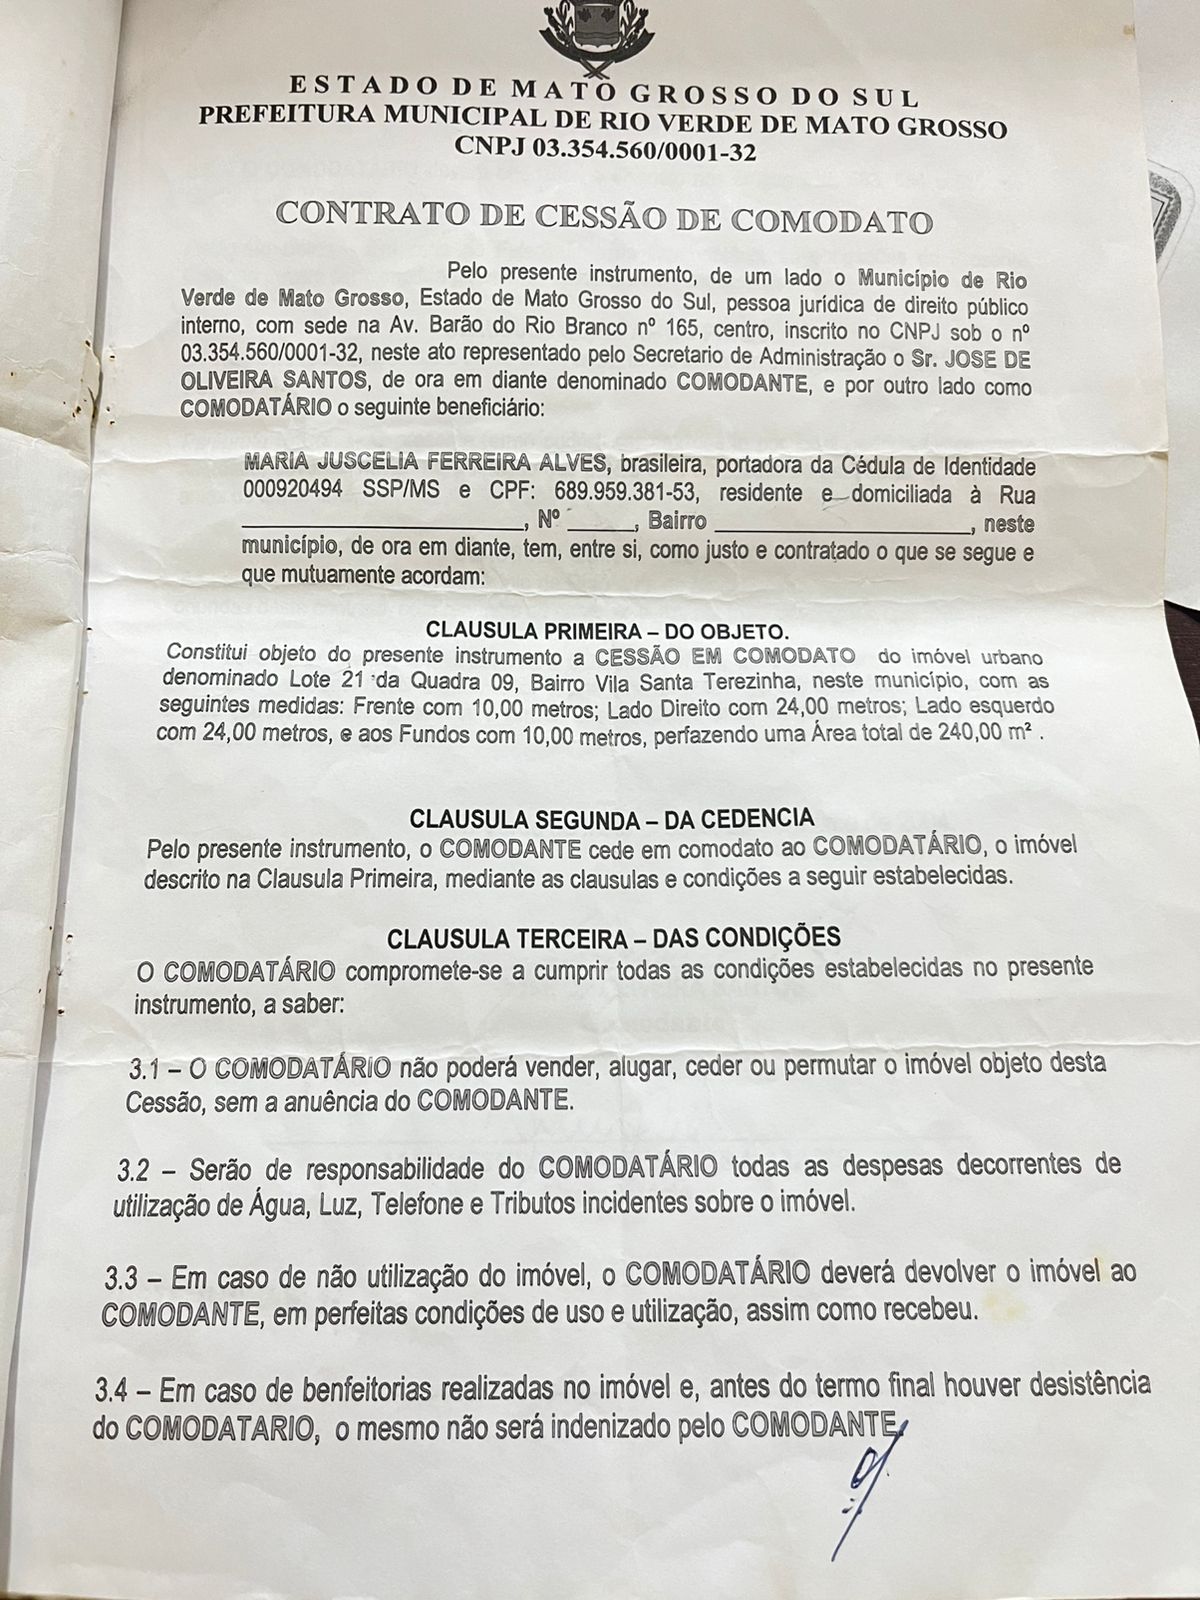 ESTADO DE MATO GROSSO DO SUL
PREFEITURA MUNICIPAL DE RIO VERDE DE MATO GROSSO
CNPJ 03.354.560/0001-32
CONTRATO DE CESSÃO DE COMODATO
Pelo presente instrumento, de um lado o Município de Rio
Verde de Mato Grosso, Estado de Mato Grosso do Sul, pessoa jurídica de direito público
interno, com sede na Av. Barão do Rio Branco nº 165, centro, inscrito no CNPJ sob o nº
03.354.560/0001-32, neste ato representado pelo Secretario de Administração o Sr. JOSE DE
OLIVEIRA SANTOS, de ora em diante denominado COMODANTE, e por outro lado como
COMODATÁRIO o seguinte beneficiário:
MARIA JUSCELIA FERREIRA ALVES, brasileira, portadora da Cédula de Identidade
000920494 SSP/MS e CPF: 689.959.381-53, residente e domiciliada à Rua
____________________, Nº _____, Bairro ____________________, neste
município, de ora em diante, tem, entre si, como justo e contratado o que se segue e
que mutuamente acordam:
CLAUSULA PRIMEIRA – DO OBJETO.
Constitui objeto do presente instrumento a CESSÃO EM COMODATO do imóvel urbano
denominado Lote 21 da Quadra 09, Bairro Vila Santa Terezinha, neste município, com as
seguintes medidas: Frente com 10,00 metros; Lado Direito com 24,00 metros; Lado esquerdo
com 24,00 metros, e aos Fundos com 10,00 metros, perfazendo uma Área total de 240,00 m² .
CLAUSULA SEGUNDA – DA CEDENCIA
Pelo presente instrumento, o COMODANTE cede em comodato ao COMODATÁRIO, o imóvel
descrito na Clausula Primeira, mediante as clausulas e condições a seguir estabelecidas.
CLAUSULA TERCEIRA – DAS CONDIÇÕES
O COMODATÁRIO compromete-se a cumprir todas as condições estabelecidas no presente
instrumento, a saber:
3.1 – O COMODATÁRIO não poderá vender, alugar, ceder ou permutar o imóvel objeto desta
Cessão, sem a anuência do COMODANTE.
3.2 – Serão de responsabilidade do COMODATÁRIO todas as despesas decorrentes de
utilização de Água, Luz, Telefone e Tributos incidentes sobre o imóvel.
3.3 – Em caso de não utilização do imóvel, o COMODATÁRIO deverá devolver o imóvel ao
COMODANTE, em perfeitas condições de uso e utilização, assim como recebeu.
3.4 – Em caso de benfeitorias realizadas no imóvel e, antes do termo final houver desistência
do COMODATARIO, o mesmo não será indenizado pelo COMODANTE.